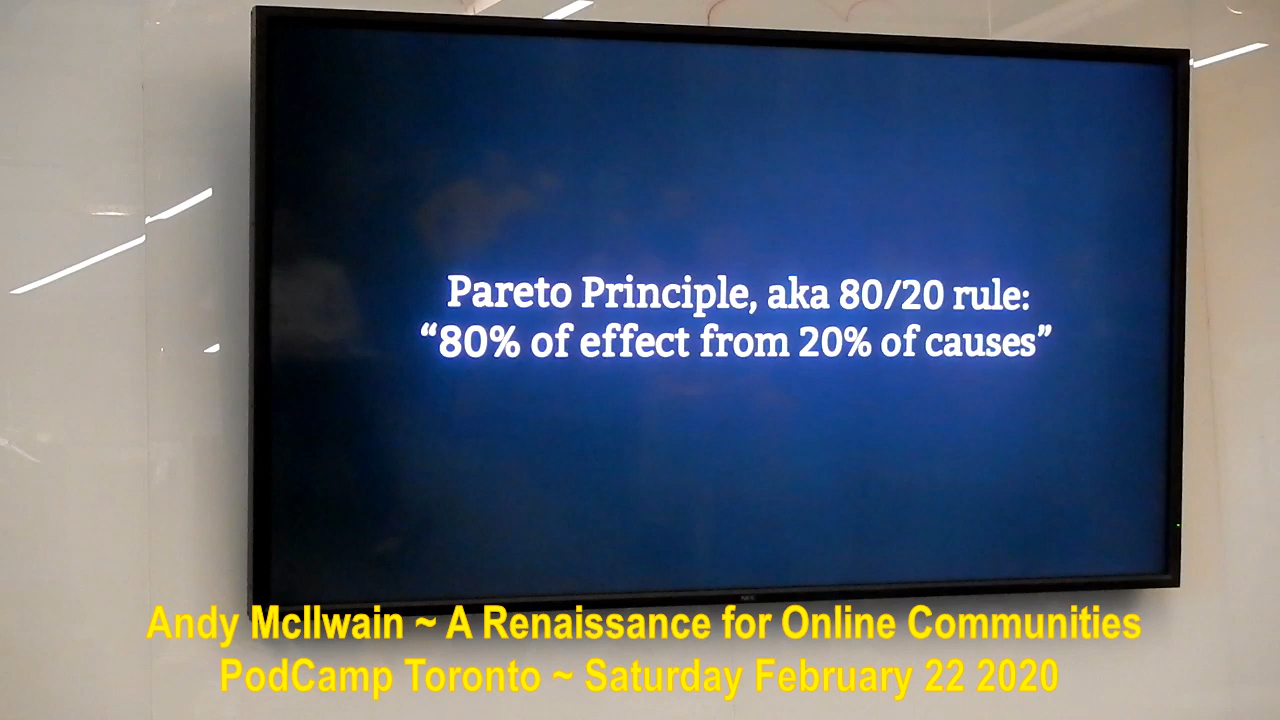 Pareto Principle, aka 80/20 rule:
“80% of effect from 20% of causes”
NEC
Andy McIlwain ~ A Renaissance for Online Communities
PodCamp Toronto ~ Saturday February 22 2020